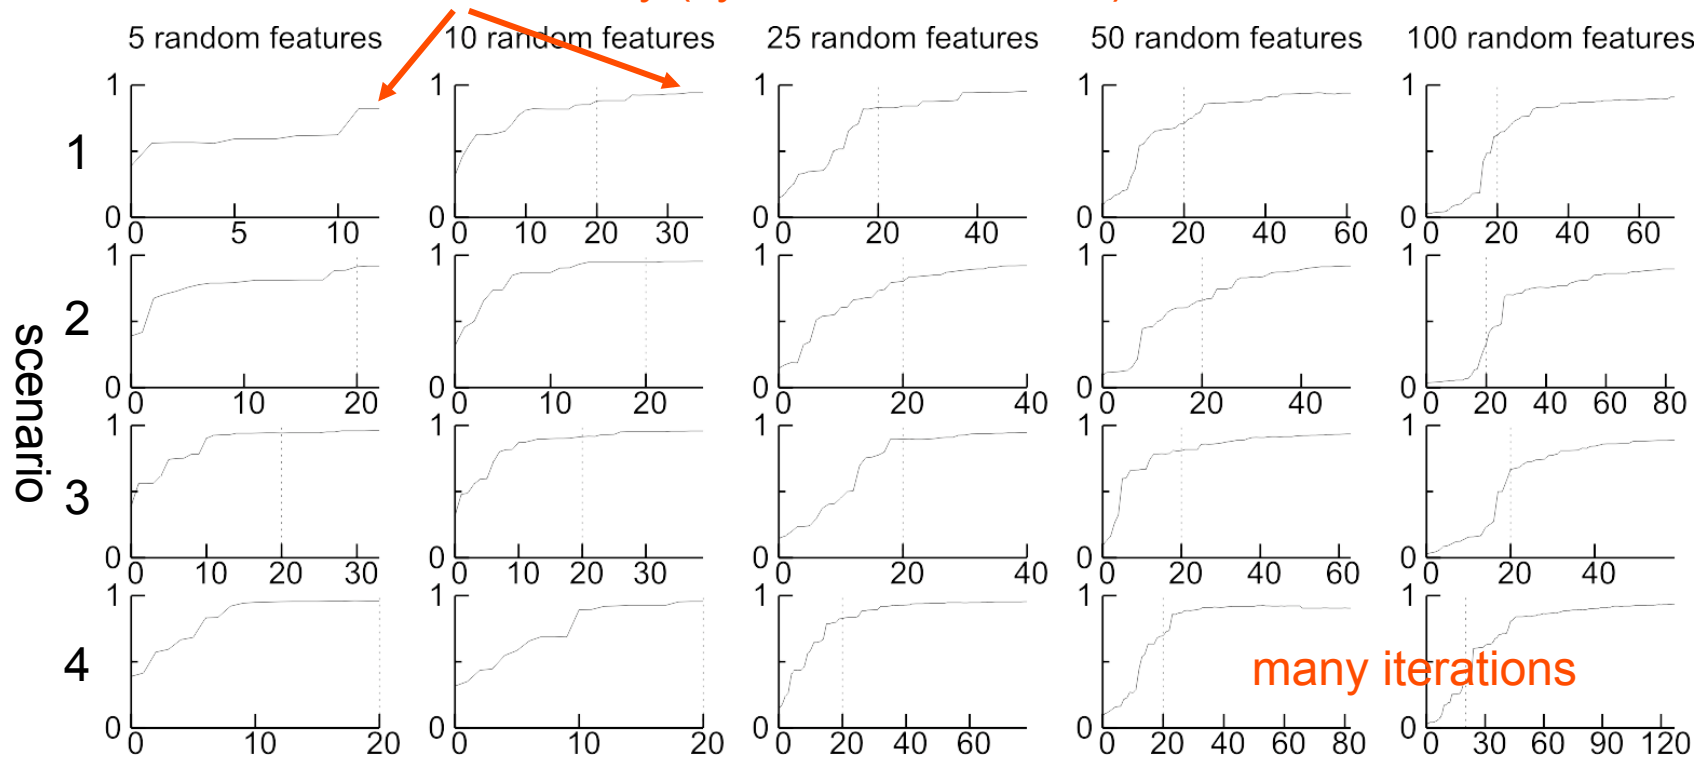 5 random features 10 random features 25 random features 50 random features 100 random features
1
1 1 1 1 1
0 0 0 0 0
0 5 10 0 10 20 30 0 20 40 0 20 40 60 0 20 40 60
2
1 1 1 1 1
0 0 0 0 0
0 10 20 0 10 20 0 20 40 0 20 40 0 20 40 60 80
scenario
3
1 1 1 1 1
0 0 0 0 0
0 10 20 30 0 10 20 30 0 20 40 0 20 40 60 0 20 40
4
1 1 1 1 1
many iterations
0 0 0 0 0
0 10 20 0 10 20 0 20 40 60 0 20 40 60 80 0 30 60 90 120